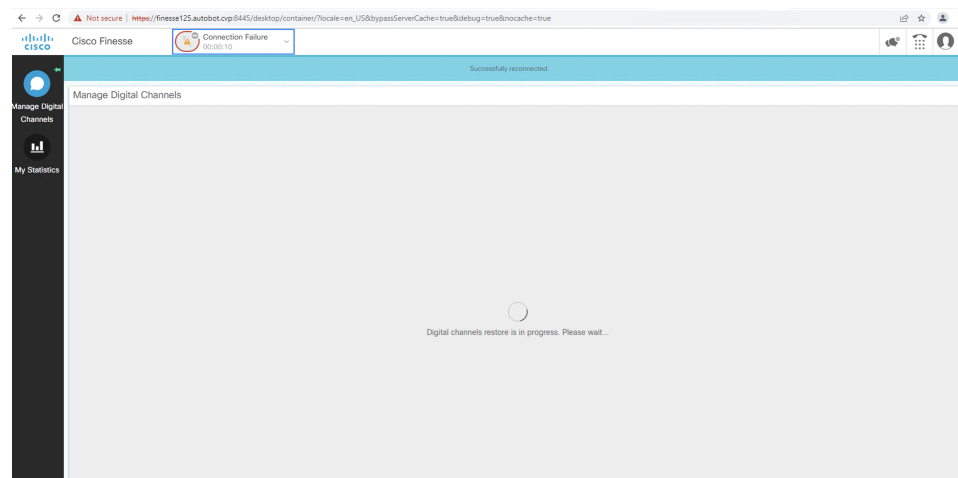 Not secure | https://finesse125.autobot.cvp:8445/desktop/container/?locale=en_US&bypassServerCache=true&debug=true&nocache=true
CISCO
Cisco Finesse
Connection Failure
00:00:10
Successfully reconnected.
Manage Digital Channels
Manage Digital
Channels
My Statistics
Digital channels restore is in progress. Please wait...